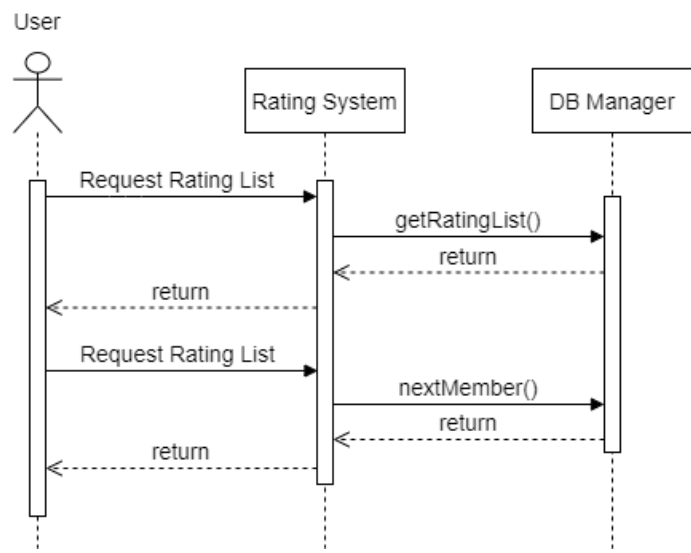 User
Rating System
DB Manager
Request Rating List
getRatingList()
return
return
Request Rating List
nextMember()
return
return